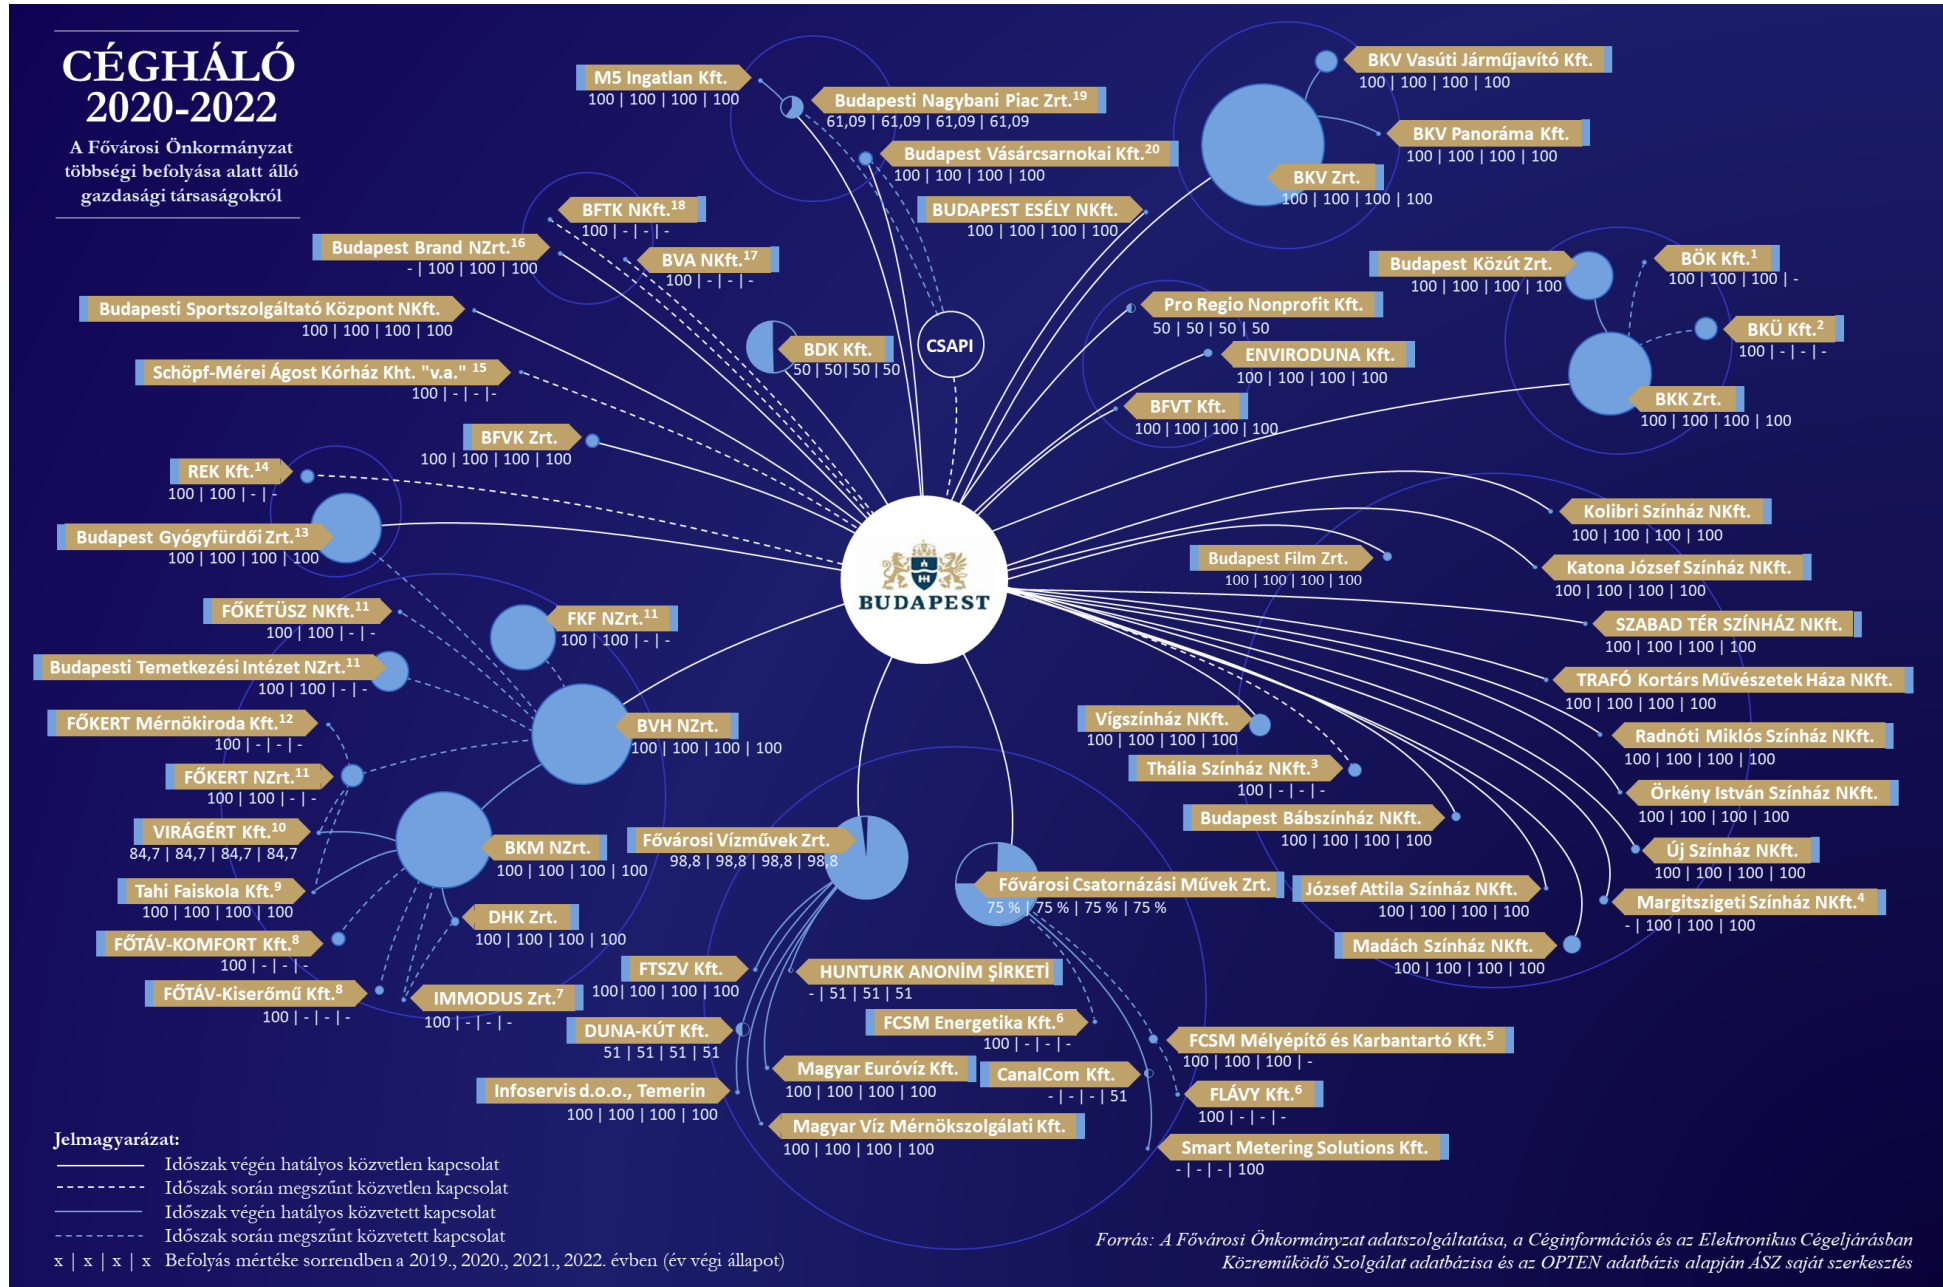 CÉGHÁLÓ
2020-2022
A Fővárosi Önkormányzat
többségi befolyása alatt álló
gazdasági társaságokról
M5 Ingatlan Kft.
100 | 100 | 100 | 100
Budapesti Nagybani Piac Zrt.19
61,09 | 61,09 | 61,09 | 61,09
Budapest Vásárcsarnokai Kft.20
100 | 100 | 100 | 100
BUDAPEST ESÉLY NKft.
100 | 100 | 100 | 100
BKV Vasúti Járműjavító Kft.
100 | 100 | 100 | 100
BKV Panoráma Kft.
100 | 100 | 100 | 100
BKV Zrt.
100 | 100 | 100 | 100
BFTK NKft.18
100 | - | - | -
Budapest Brand NZrt.16
- | 100 | 100 | 100
BVA NKft.17
100 | - | - | -
Budapest Közút Zrt.
100 | 100 | 100 | 100
BÖK Kft.1
100 | 100 | 100 | -
BKÜ Kft.2
100 | - | - | -
BKK Zrt.
100 | 100 | 100 | 100
Budapesti Sportszolgáltató Központ NKft.
100 | 100 | 100 | 100
Pro Regio Nonprofit Kft.
50 | 50 | 50 | 50
ENVIRODUNA Kft.
100 | 100 | 100 | 100
BFVT Kft.
100 | 100 | 100 | 100
BDK Kft.
50 | 50 | 50 | 50
CSAPI
Schöpf-Mérei Ágost Kórház Kht. "v.a." 15
100 | - | - | -
BFVK Zrt.
100 | 100 | 100 | 100
REK Kft.14
100 | 100 | - | -
Budapest Gyógyfürdői Zrt.13
100 | 100 | 100 | 100
BUDAPEST
Kolibri Színház NKft.
100 | 100 | 100 | 100
Budapest Film Zrt.
100 | 100 | 100 | 100
Katona József Színház NKft.
100 | 100 | 100 | 100
SZABAD TÉR SZÍNHÁZ NKft.
100 | 100 | 100 | 100
TRAFÓ Kortárs Művészetek Háza NKft.
100 | 100 | 100 | 100
Radnóti Miklós Színház NKft.
100 | 100 | 100 | 100
Örkény István Színház NKft.
100 | 100 | 100 | 100
Új Színház NKft.
100 | 100 | 100 | 100
Margitszigeti Színház NKft.4
- | 100 | 100 | 100
Vígszínház NKft.
100 | 100 | 100 | 100
Thália Színház NKft.3
100 | - | - | -
Budapest Bábszínház NKft.
100 | 100 | 100 | 100
József Attila Színház NKft.
100 | 100 | 100 | 100
Madách Színház NKft.
100 | 100 | 100 | 100
FŐKÉTÜSZ NKft.11
100 | 100 | - | -
FKF NZrt.11
100 | 100 | - | -
Budapesti Temetkezési Intézet NZrt.11
100 | 100 | - | -
FŐKERT Mérnökiroda Kft.12
100 | - | - | -
BVH NZrt.
100 | 100 | 100 | 100
FŐKERT NZrt.11
100 | 100 | - | -
VIRÁGÉRT Kft.10
84,7 | 84,7 | 84,7 | 84,7
BKM NZrt.
100 | 100 | 100 | 100
Tahi Faiskola Kft.9
100 | 100 | 100 | 100
DHK Zrt.
100 | 100 | 100 | 100
FŐTÁV-KOMFORT Kft.8
100 | - | - | -
FŐTÁV-Kiserőmű Kft.8
100 | - | - | -
IMMODUS Zrt.7
100 | - | - | -
Fővárosi Vízművek Zrt.
98,8 | 98,8 | 98,8 | 98,8
Fővárosi Csatornázási Művek Zrt.
75 % | 75 % | 75 % | 75 %
FTSZV Kft.
100 | 100 | 100 | 100
HUNTURK ANONİM ŞİRKETİ
- | 51 | 51 | 51
DUNA-KÚT Kft.
51 | 51 | 51 | 51
FCSM Energetika Kft.6
100 | - | - | -
FCSM Mélyépítő és Karbantartó Kft.5
100 | 100 | 100 | -
Magyar Euróvíz Kft.
100 | 100 | 100 | 100
CanalCom Kft.
- | - | - | 51
Infoservis d.o.o., Temerin
100 | 100 | 100 | 100
FLÁVY Kft.6
100 | - | - | -
Magyar Víz Mérnökszolgálati Kft.
100 | 100 | 100 | 100
Smart Metering Solutions Kft.
- | - | - | 100
Jelmagyarázat:
Időszak végén hatályos közvetlen kapcsolat
Időszak során megszűnt közvetlen kapcsolat
Időszak végén hatályos közvetett kapcsolat
Időszak során megszűnt közvetett kapcsolat
x | x | x | x Befolyás mértéke sorrendben a 2019., 2020., 2021., 2022. évben (év végi állapot)
Forrás: A Fővárosi Önkormányzat adatszolgáltatása, a Céginformációs és az Elektronikus Cégeljárásban
Közreműködő Szolgálat adatbázisa és az OPTEN adatbázis alapján ÁSZ saját szerkesztés